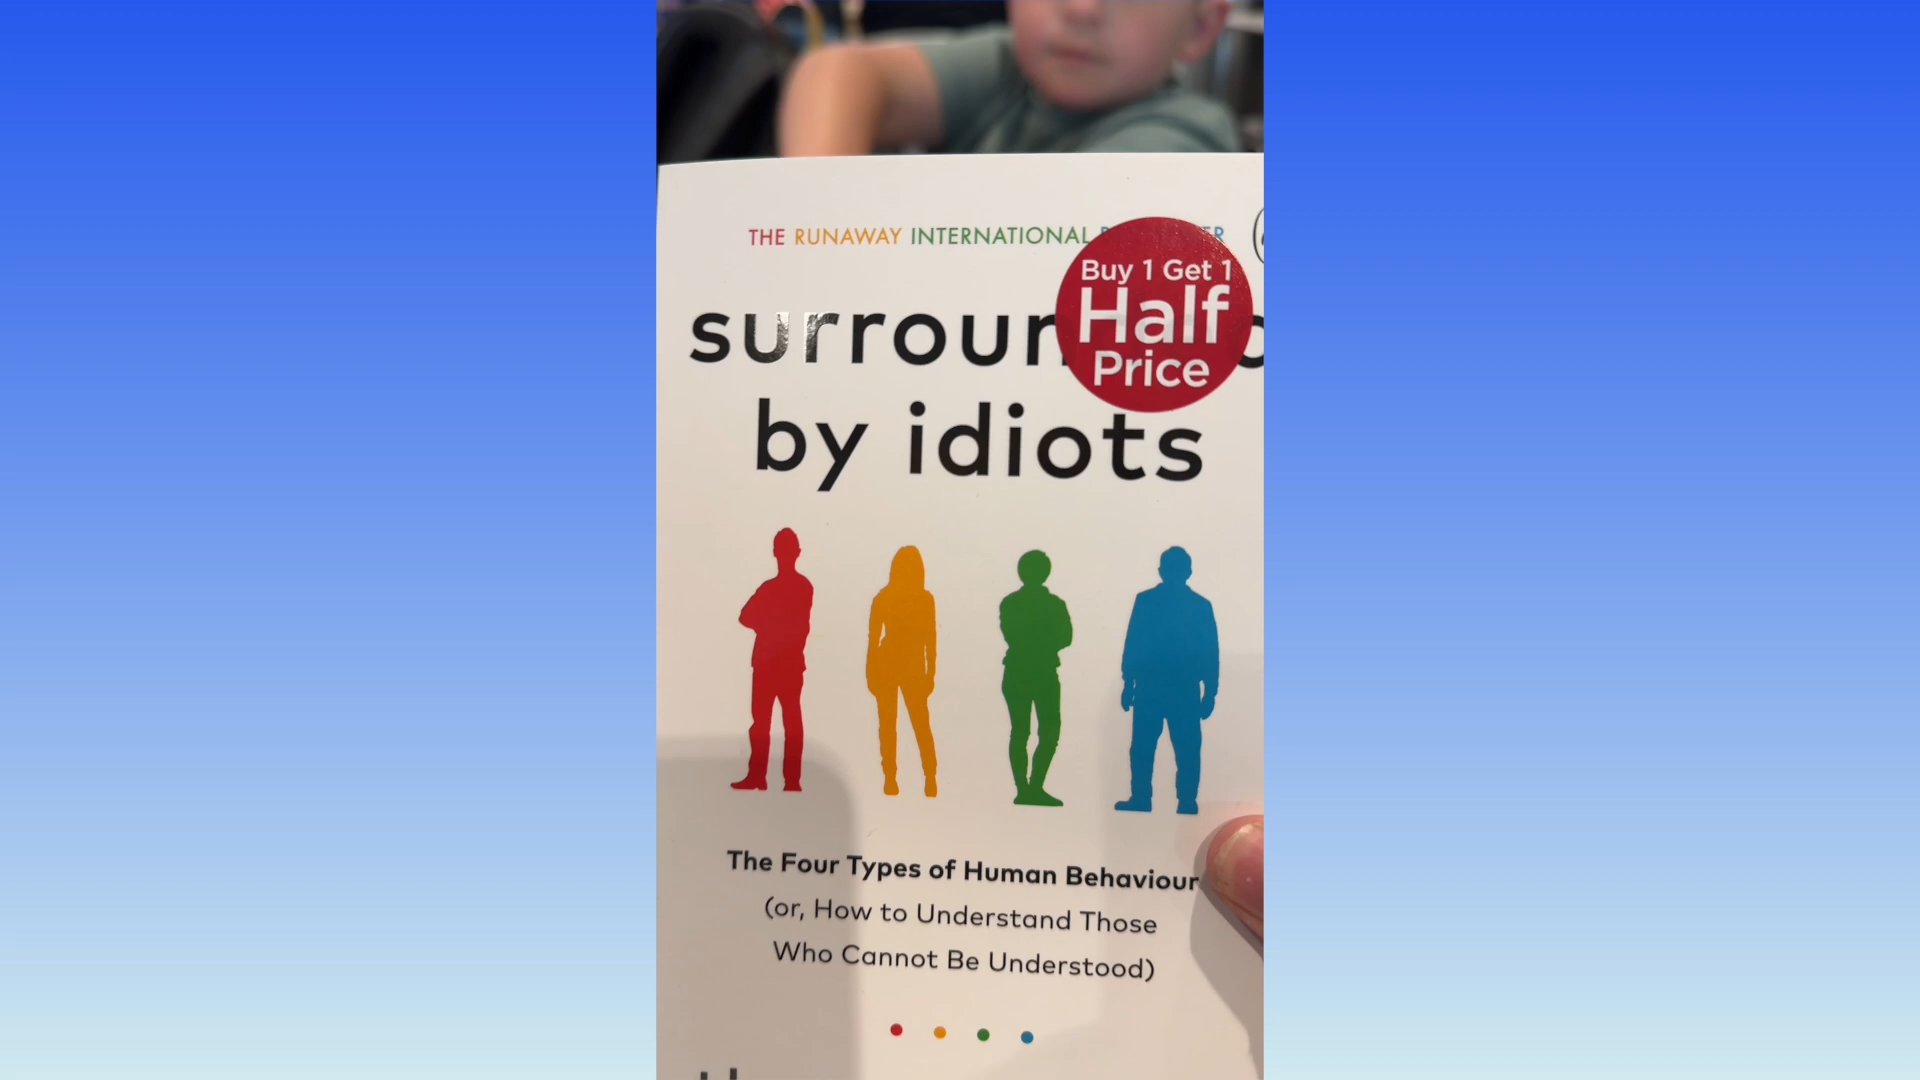 THE RUNAWAY INTERNATIONAL
Buy 1 Get 1
Half
Price
by idiots
The Four Types of Human Behaviour
(or, How to Understand Those
Who Cannot Be Understood)